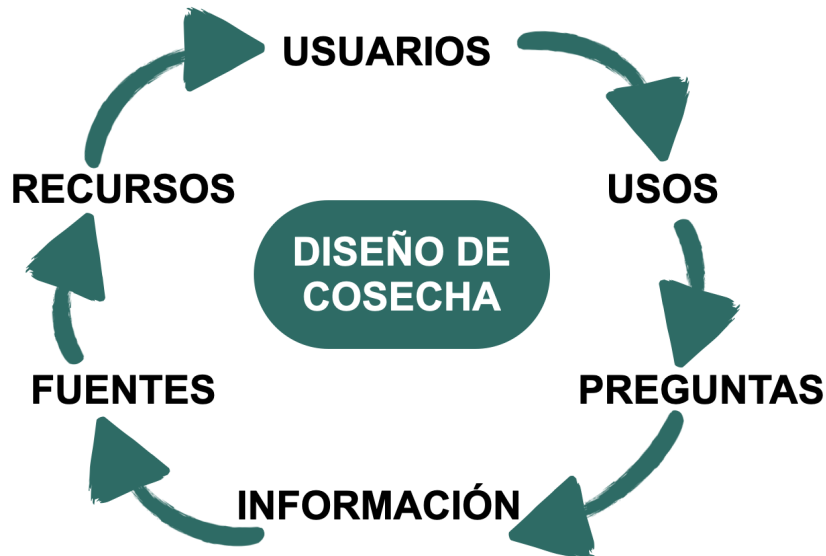 USUARIOS
USOS
PREGUNTAS
INFORMACIÓN
FUENTES
RECURSOS
DISEÑO DE
COSECHA